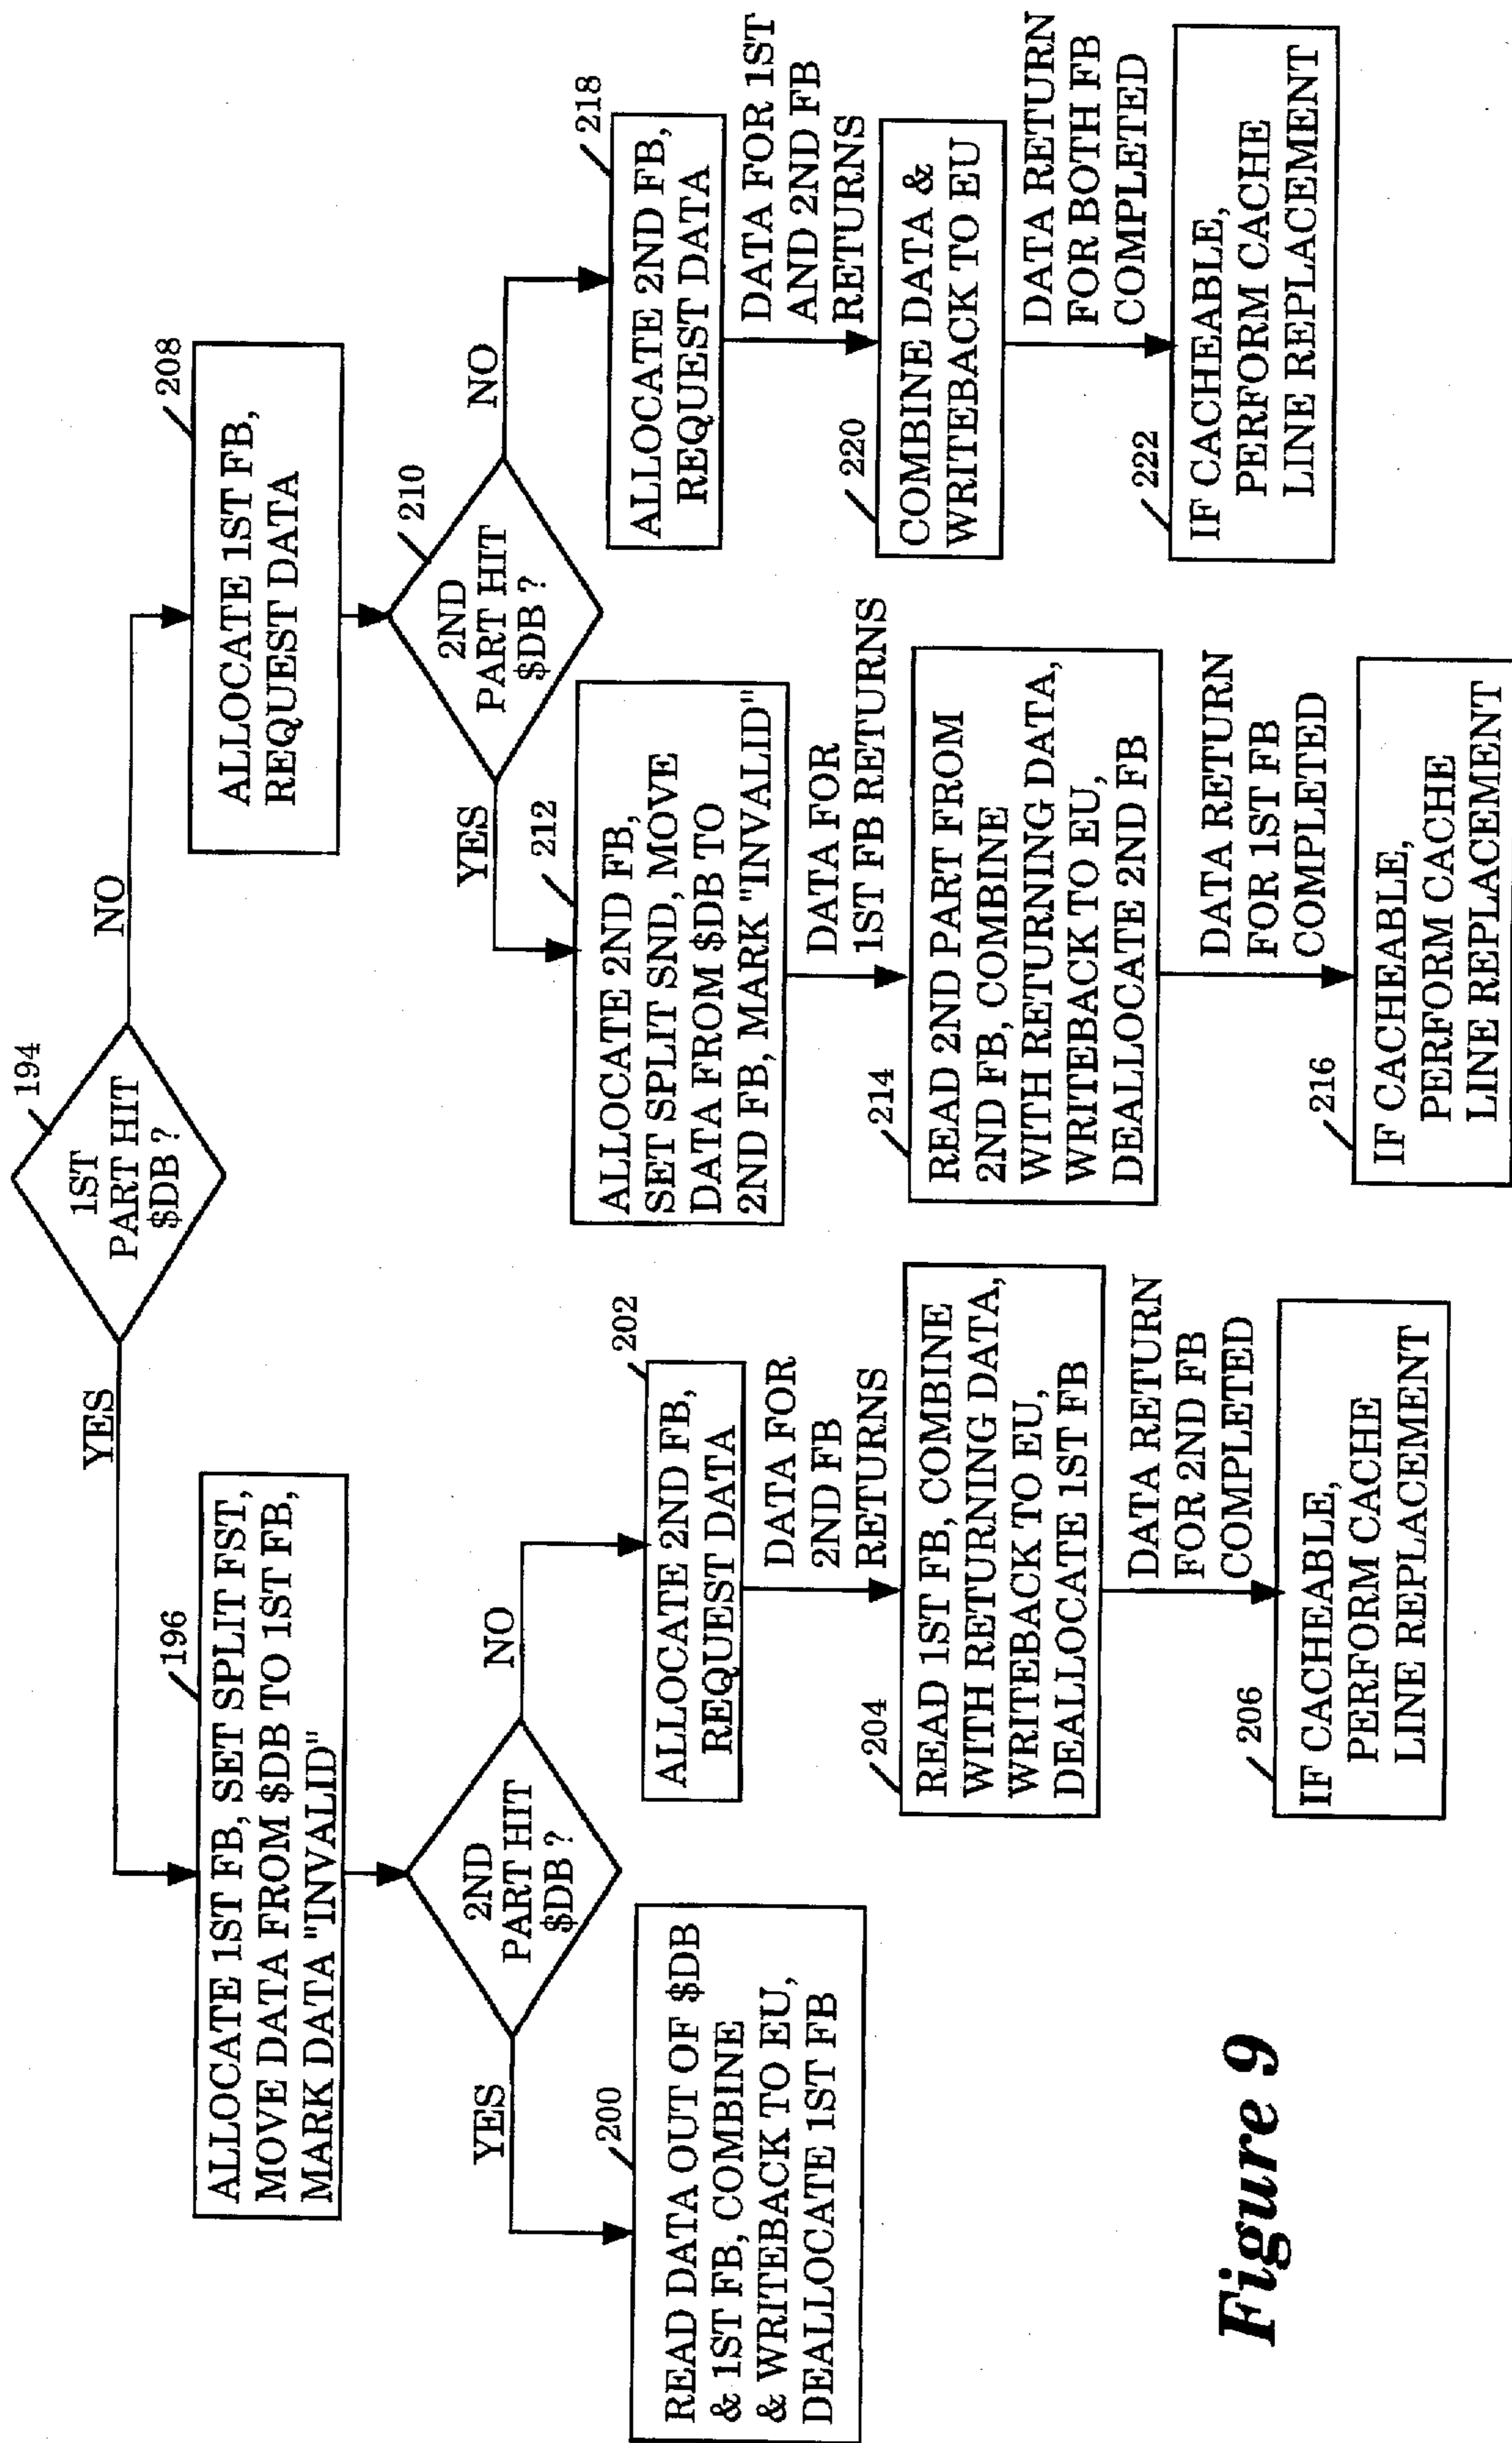 194
1ST
PART HIT
$DB ?
YES
NO
196
ALLOCATE 1ST FB, SET SPLIT FST,
MOVE DATA FROM $DB TO 1ST FB,
MARK DATA "INVALID"
208
ALLOCATE 1ST FB,
REQUEST DATA
2ND
PART HIT
$DB ?
YES
NO
210
2ND
PART HIT
$DB ?
YES
NO
200
READ DATA OUT OF $DB
& 1ST FB, COMBINE
& WRITEBACK TO EU,
DEALLOCATE 1ST FB
202
ALLOCATE 2ND FB,
REQUEST DATA
DATA FOR
2ND FB
RETURNS
204
READ 1ST FB, COMBINE
WITH RETURNING DATA,
WRITEBACK TO EU,
DEALLOCATE 1ST FB
DATA RETURN
FOR 2ND FB
COMPLETED
206
IF CACHEABLE,
PERFORM CACHE
LINE REPLACEMENT
212
ALLOCATE 2ND FB,
SET SPLIT SND, MOVE
DATA FROM $DB TO
2ND FB, MARK "INVALID"
DATA FOR
1ST FB RETURNS
214
READ 2ND PART FROM
2ND FB, COMBINE
WITH RETURNING DATA,
WRITEBACK TO EU,
DEALLOCATE 2ND FB
DATA RETURN
FOR 1ST FB
COMPLETED
216
IF CACHEABLE,
PERFORM CACHE
LINE REPLACEMENT
218
ALLOCATE 2ND FB,
REQUEST DATA
DATA FOR 1ST
AND 2ND FB
RETURNS
220
COMBINE DATA &
WRITEBACK TO EU
DATA RETURN
FOR BOTH FB
COMPLETED
222
IF CACHEABLE,
PERFORM CACHE
LINE REPLACEMENT
Figure 9